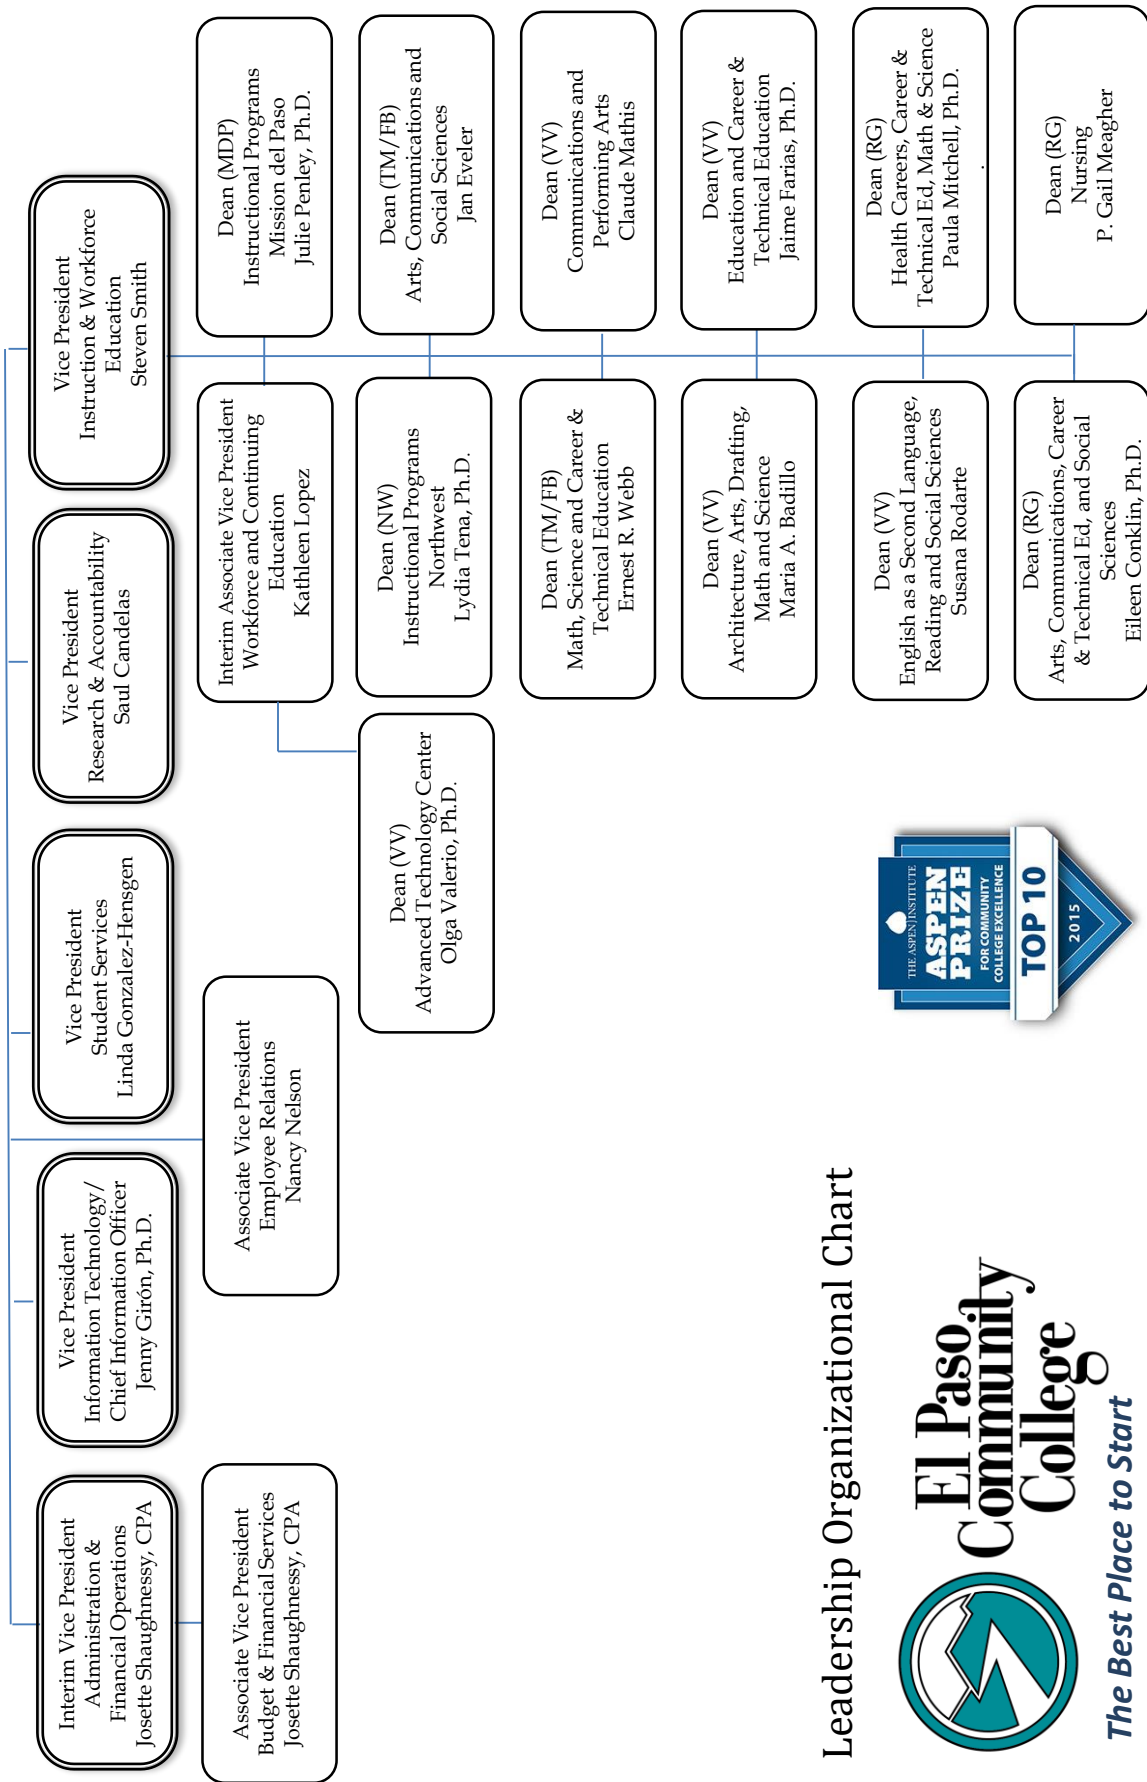 Interim Vice President
Administration &
Financial Operations
Josette Shaughnessy, CPA
Vice President
Information Technology/
Chief Information Officer
Jenny Girón, Ph.D.
Vice President
Student Services
Linda Gonzalez-Hensgen
Vice President
Research & Accountability
Saul Candelas
Vice President
Instruction & Workforce
Education
Steven Smith
Associate Vice President
Budget & Financial Services
Josette Shaughnessy, CPA
Associate Vice President
Employee Relations
Nancy Nelson
Interim Associate Vice President
Workforce and Continuing
Education
Kathleen Lopez
Dean (MDP)
Instructional Programs
Mission del Paso
Julie Penley, Ph.D.
Dean (VV)
Advanced Technology Center
Olga Valerio, Ph.D.
Dean (NW)
Instructional Programs
Northwest
Lydia Tena, Ph.D.
Dean (TM/FB)
Arts, Communications and
Social Sciences
Jan Eveler
Dean (TM/FB)
Math, Science and Career &
Technical Education
Ernest R. Webb
Dean (VV)
Communications and
Performing Arts
Claude Mathis
Dean (VV)
Architecture, Arts, Drafting,
Math and Science
Maria A. Badillo
Dean (VV)
Education and Career &
Technical Education
Jaime Farias, Ph.D.
Dean (VV)
English as a Second Language,
Reading and Social Sciences
Susana Rodarte
Dean (RG)
Health Careers, Career &
Technical Ed, Math & Science
Paula Mitchell, Ph.D.
.
Dean (RG)
Arts, Communications, Career
& Technical Ed, and Social
Sciences
Eileen Conklin, Ph.D.
Dean (RG)
Nursing
P. Gail Meagher
Leadership Organizational Chart
El Paso
Community
College
The Best Place to Start
THE ASPEN INSTITUTE
ASPEN
PRIZE
FOR COMMUNITY
COLLEGE EXCELLENCE
TOP 10
2015